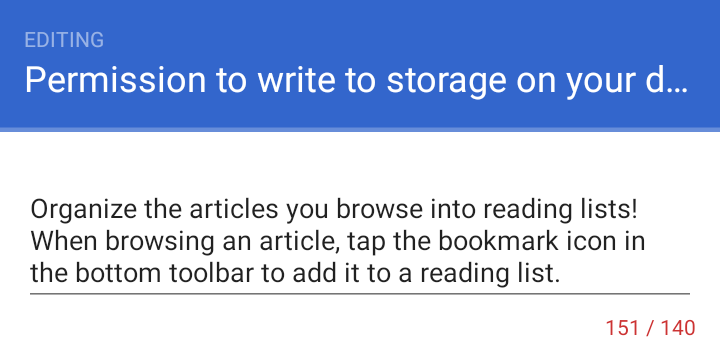 EDITING
Permission to write to storage on your d...
Organize the articles you browse into reading lists!
When browsing an article, tap the bookmark icon in
the bottom toolbar to add it to a reading list.
151 / 140